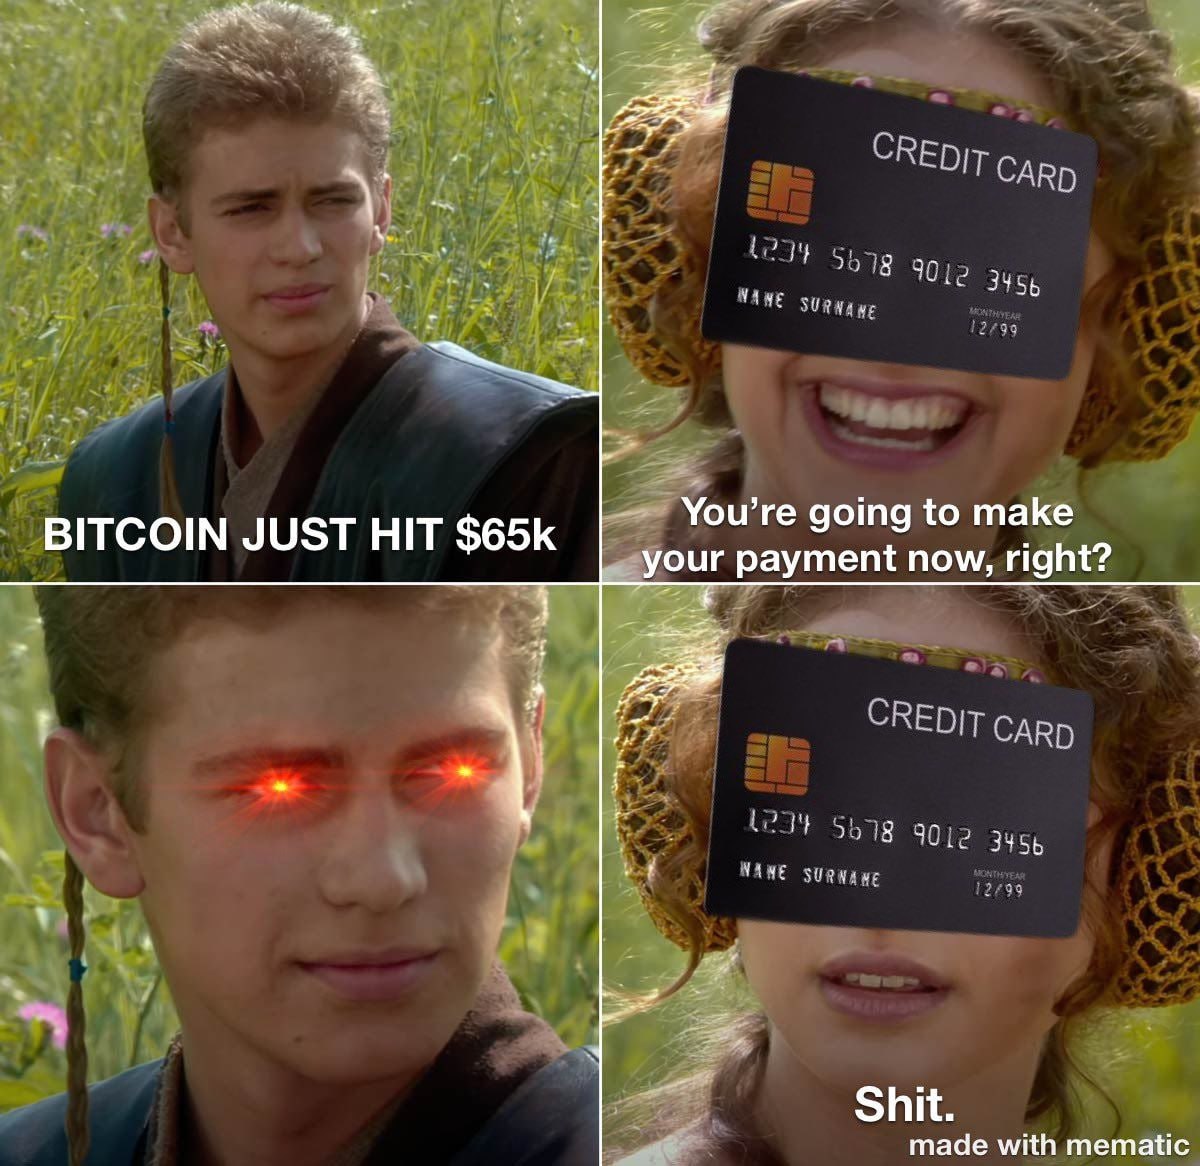 BITCOIN JUST HIT $65k
CREDIT CARD
1234 5678 9012 3456
MONTH/YEAR
NAME SURNAME 12/99
You're going to make
your payment now, right?
CREDIT CARD
1234 5678 9012 3456
MONTH/YEAR
NAME SURNAME 12/99
Shit.
made with mematic